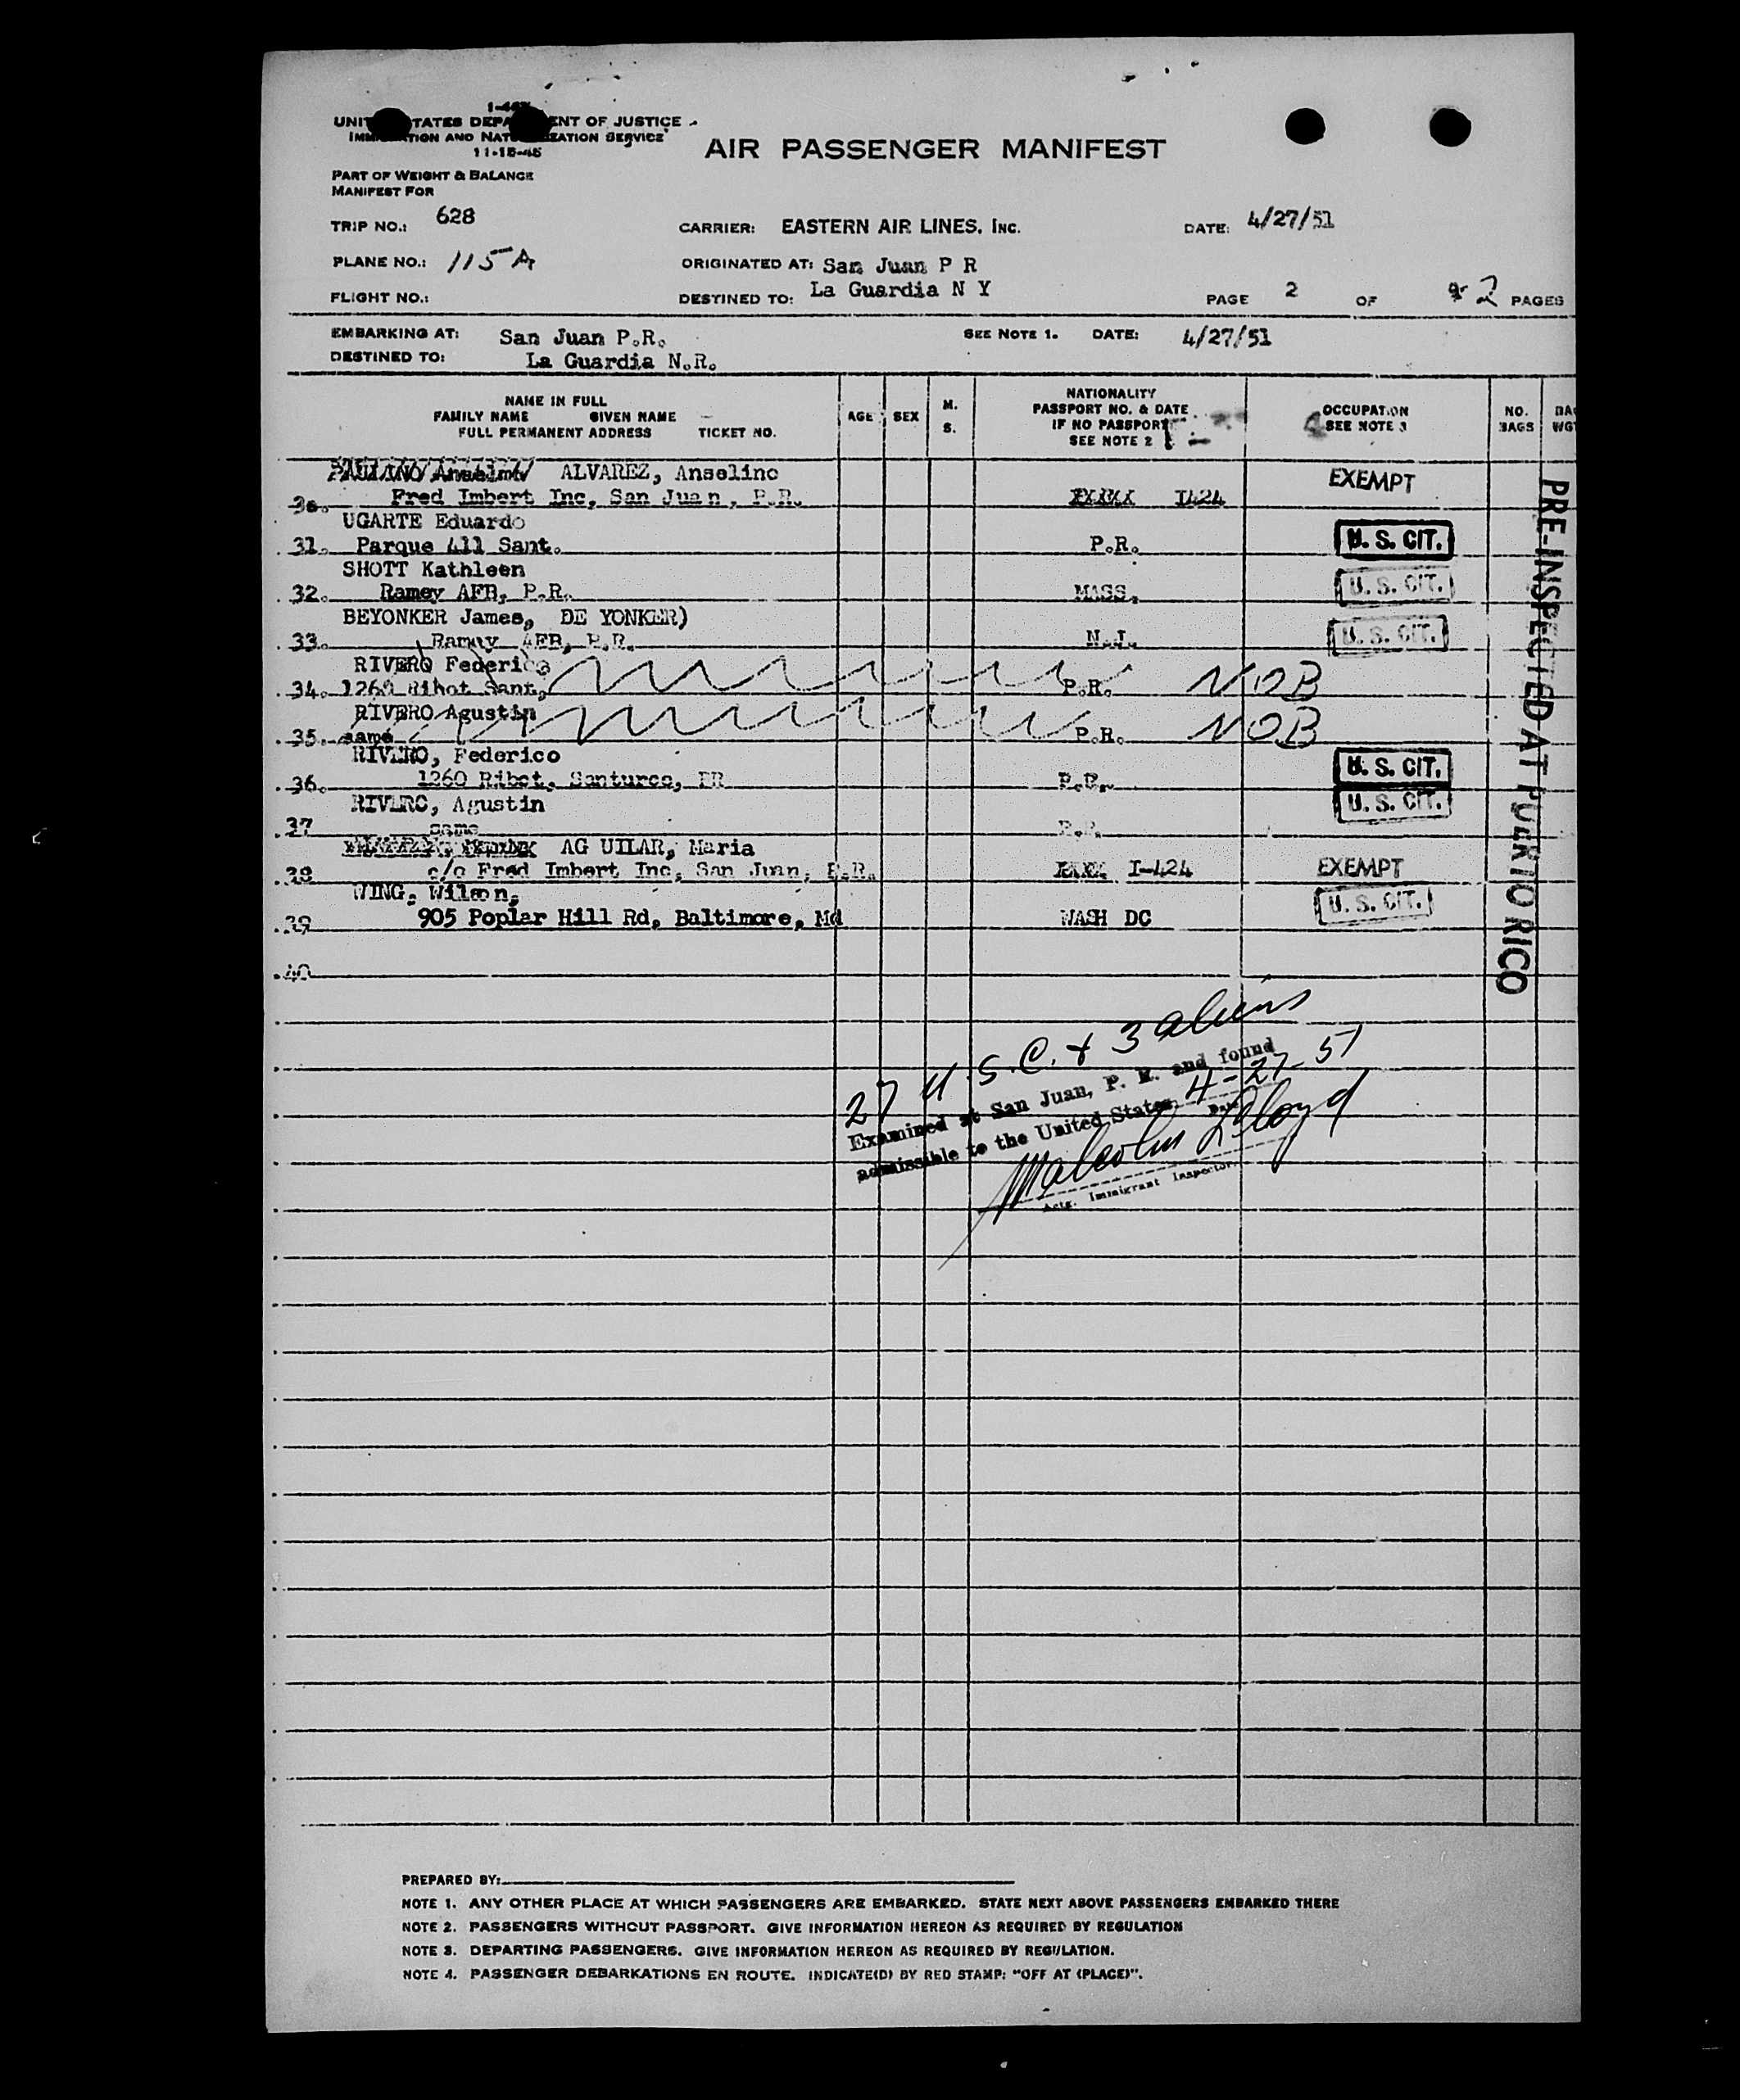 I-466
UNITED STATES DEPARTMENT OF JUSTICE
IMMIGRATION AND NATURALIZATION SERVICE
11-15-45
AIR PASSENGER MANIFEST
PART OF WEIGHT & BALANCE
MANIFEST FOR
TRIP NO.: 628
CARRIER: EASTERN AIR LINES, INC.
DATE: 4/27/51
PLANE NO.: 115A
ORIGINATED AT: San Juan P R
FLIGHT NO.:
DESTINED TO: La Guardia N Y
PAGE 2 OF 2 PAGES
EMBARKING AT: San Juan P.R.
SEE NOTE 1. DATE: 4/27/51
DESTINED TO: La Guardia N.R.
NAME IN FULL
FAMILY NAME GIVEN NAME
FULL PERMANENT ADDRESS TICKET NO.
AGE SEX M. S.
NATIONALITY
PASSPORT NO. & DATE
IF NO PASSPORT
SEE NOTE 2
OCCUPATION
SEE NOTE 3
NO. BAGS
BA WGT
PAULINO Anselmo ALVAREZ, Anselino EXEMPT
30. Fred Imbert Inc, San Juan, P.R. I424
UGARTE Eduardo
31. Parque 411 Sant. P.R. U. S. CIT.
SHOTT Kathleen
32. Ramey AFB, P.R. MASS. U. S. CIT.
BEYONKER James, DE YONKER)
33. Ramey AFB, P.R. N.J. U. S. CIT.
RIVERO Federico
34. 1260 Ribot Sant. P.R. NOB
RIVERO Agustin
35. same P.R. NOB
RIVERO, Federico
36. 1260 Ribot, Santurce, PR P.R. U. S. CIT.
RIVERO, Agustin
37 same P.R. U. S. CIT.
AG UILAR, Maria
38 c/o Fred Imbert Inc, San Juan, P.R. I-424 EXEMPT
WING, Wilson,
39 905 Poplar Hill Rd, Baltimore, Md WASH DC U. S. CIT.
40
PRE-INSPECTED AT PUERTO RICO
27 U.S.C. + 3 aliens
Examined at San Juan, P. R. and found
admissible to the United States 4-27-51
Date
Malcolm Lloyd
Actg. Immigrant Inspector
PREPARED BY:
NOTE 1. ANY OTHER PLACE AT WHICH PASSENGERS ARE EMBARKED. STATE NEXT ABOVE PASSENGERS EMBARKED THERE
NOTE 2. PASSENGERS WITHOUT PASSPORT. GIVE INFORMATION HEREON AS REQUIRED BY REGULATION
NOTE 3. DEPARTING PASSENGERS. GIVE INFORMATION HEREON AS REQUIRED BY REGULATION.
NOTE 4. PASSENGER DEBARKATIONS EN ROUTE. INDICATE(D) BY RED STAMP: "OFF AT (PLACE)".